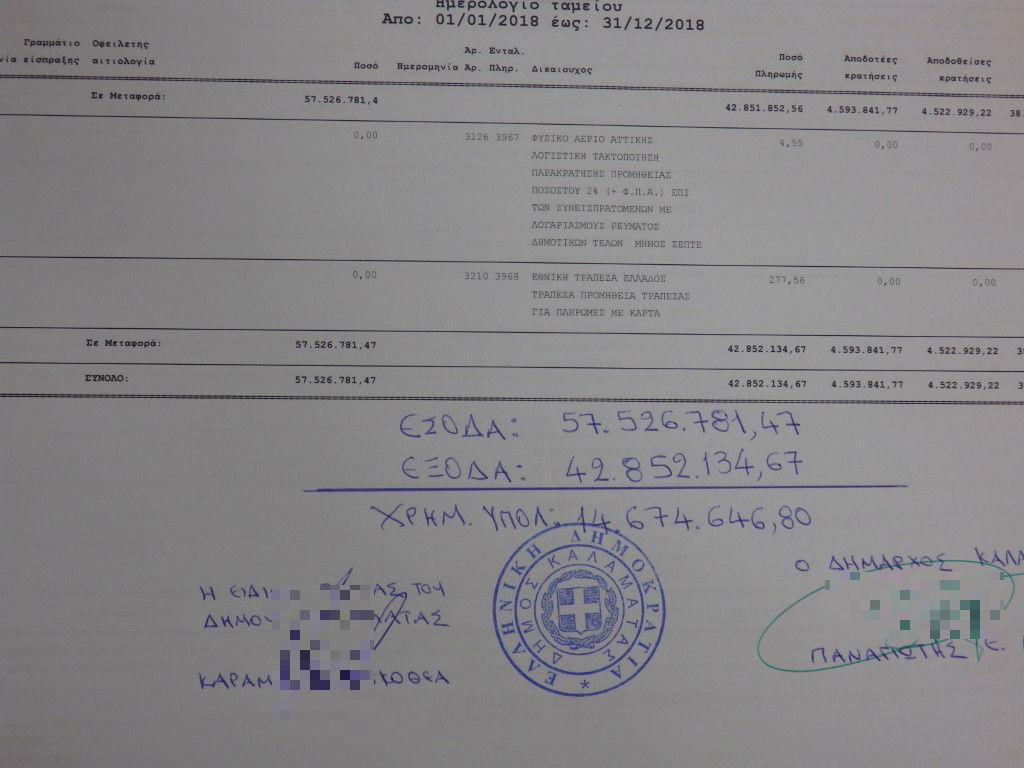 Ημερολόγιο ταμείου
Απο: 01/01/2018 έως: 31/12/2018
Γραμμάτιο Οφειλετης Αρ. Ενταλ. Ποσό Αποδοτέες Αποδοθείσες
νία είσπραξης αιτιολογία Ποσό Ημερομηνία Αρ. Πληρ. Δικαιουχος Πληρωμής κρατήσεις κρατήσεις
Σε Μεταφορά: 57.526.781,4 42.851.852,56 4.593.841,77 4.522.929,22 38.
0,00 3126 3967 ΦΥΣΙΚΟ ΑΕΡΙΟ ΑΤΤΙΚΗΣ 4,55 0,00 0,00
ΛΟΓΙΣΤΙΚΗ ΤΑΚΤΟΠΟΙΗΣΗ
ΠΑΡΑΚΡΑΤΗΣΗΣ ΠΡΟΜΗΘΕΙΑΣ
ΠΟΣΟΣΤΟΥ 2% (+ Φ.Π.Α.) ΕΠΙ
ΤΩΝ ΣΥΝΕΙΣΠΡΑΤΟΜΕΝΩΝ ΜΕ
ΛΟΓΑΡΙΑΣΜΟΥΣ ΡΕΥΜΑΤΟΣ
ΔΗΜΟΤΙΚΩΝ ΤΕΛΩΝ ΜΗΝΟΣ ΣΕΠΤΕ
0,00 3210 3968 ΕΘΝΙΚΗ ΤΡΑΠΕΖΑ ΕΛΛΑΔΟΣ 277,56 0,00 0,00
ΤΡΑΠΕΖΑ ΠΡΟΜΗΘΕΙΑ ΤΡΑΠΕΖΑΣ
ΓΙΑ ΠΛΗΡΩΜΕΣ ΜΕ ΚΑΡΤΑ
Σε Μεταφορά: 57.526.781,47 42.852.134,67 4.593.841,77 4.522.929,22
ΣΥΝΟΛΟ: 57.526.781,47 42.852.134,67 4.593.841,77 4.522.929,22 3
ΕΣΟΔΑ: 57.526.781,47
ΕΞΟΔΑ: 42.852.134,67
ΧΡΗΜ. ΥΠΟΛ: 14.674.646,80
ΕΛΛΗΝΙΚΗ ΔΗΜΟΚΡΑΤΙΑ *
ΔΗΜΟΣ ΚΑΛΑΜΑΤΑΣ
Η ΤΟΥ
Ο ΔΗΜΑΡΧΟΣ ΚΑΛΑ
ΠΑΝΑΓΙΩΤΗΣ Ε.